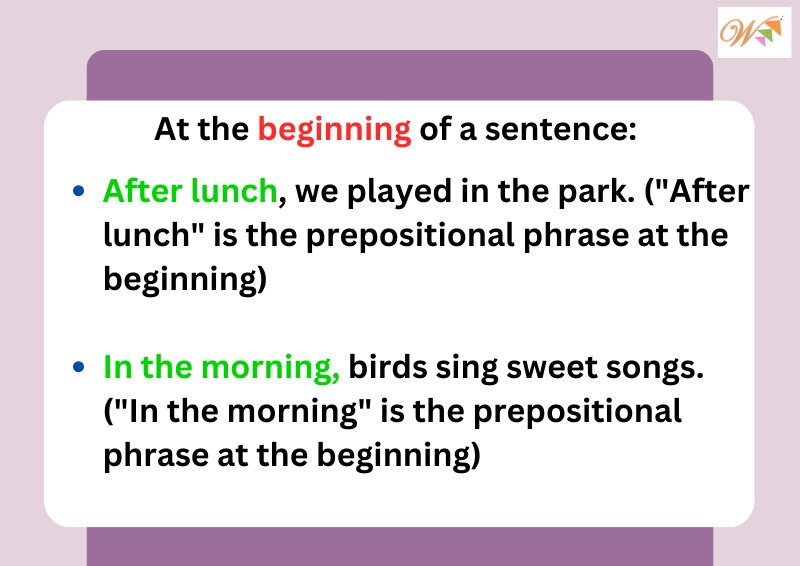 W
At the beginning of a sentence:
• After lunch, we played in the park. ("After
lunch" is the prepositional phrase at the
beginning)
• In the morning, birds sing sweet songs.
("In the morning" is the prepositional
phrase at the beginning)